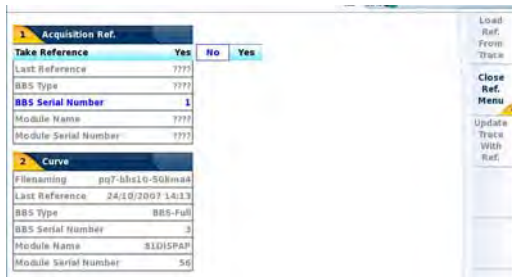 1 Acquisition Ref.
Take Reference Yes No Yes
Last Reference ????
BBS Type ????
BBS Serial Number 1
Module Name ????
Module Serial Number ????
2 Curve
Filenaming
Last Reference 24/10/2007 14:13
BBS Type BBS-Full
BBS Serial Number 3
Module Name 81DISPAP
Module Serial Number 56
Load
Ref.
From
Trace
Close
Ref.
Menu
Update
Trace
With
Ref.